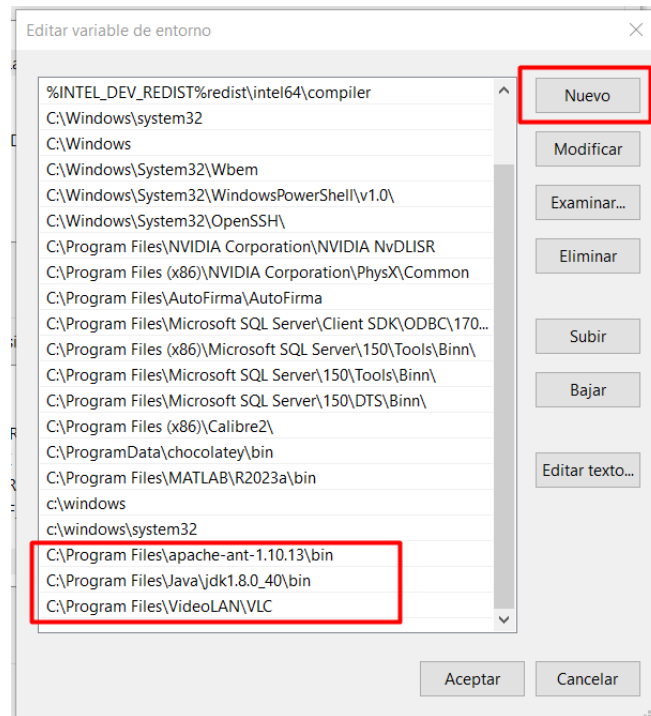 Editar variable de entorno
%INTEL_DEV_REDIST%redist\intel64\compiler
C:\Windows\system32
C:\Windows
C:\Windows\System32\Wbem
C:\Windows\System32\WindowsPowerShell\v1.0\
C:\Windows\System32\OpenSSH\
C:\Program Files\NVIDIA Corporation\NVIDIA NvDLISR
C:\Program Files (x86)\NVIDIA Corporation\PhysX\Common
C:\Program Files\AutoFirma\AutoFirma
C:\Program Files\Microsoft SQL Server\Client SDK\ODBC\170...
C:\Program Files (x86)\Microsoft SQL Server\150\Tools\Binn\
C:\Program Files\Microsoft SQL Server\150\Tools\Binn\
C:\Program Files\Microsoft SQL Server\150\DTS\Binn\
C:\Program Files (x86)\Calibre2\
C:\ProgramData\chocolatey\bin
C:\Program Files\MATLAB\R2023a\bin
c:\windows
c:\windows\system32
C:\Program Files\apache-ant-1.10.13\bin
C:\Program Files\Java\jdk1.8.0_40\bin
C:\Program Files\VideoLAN\VLC
Nuevo
Modificar
Examinar...
Eliminar
Subir
Bajar
Editar texto...
Aceptar
Cancelar